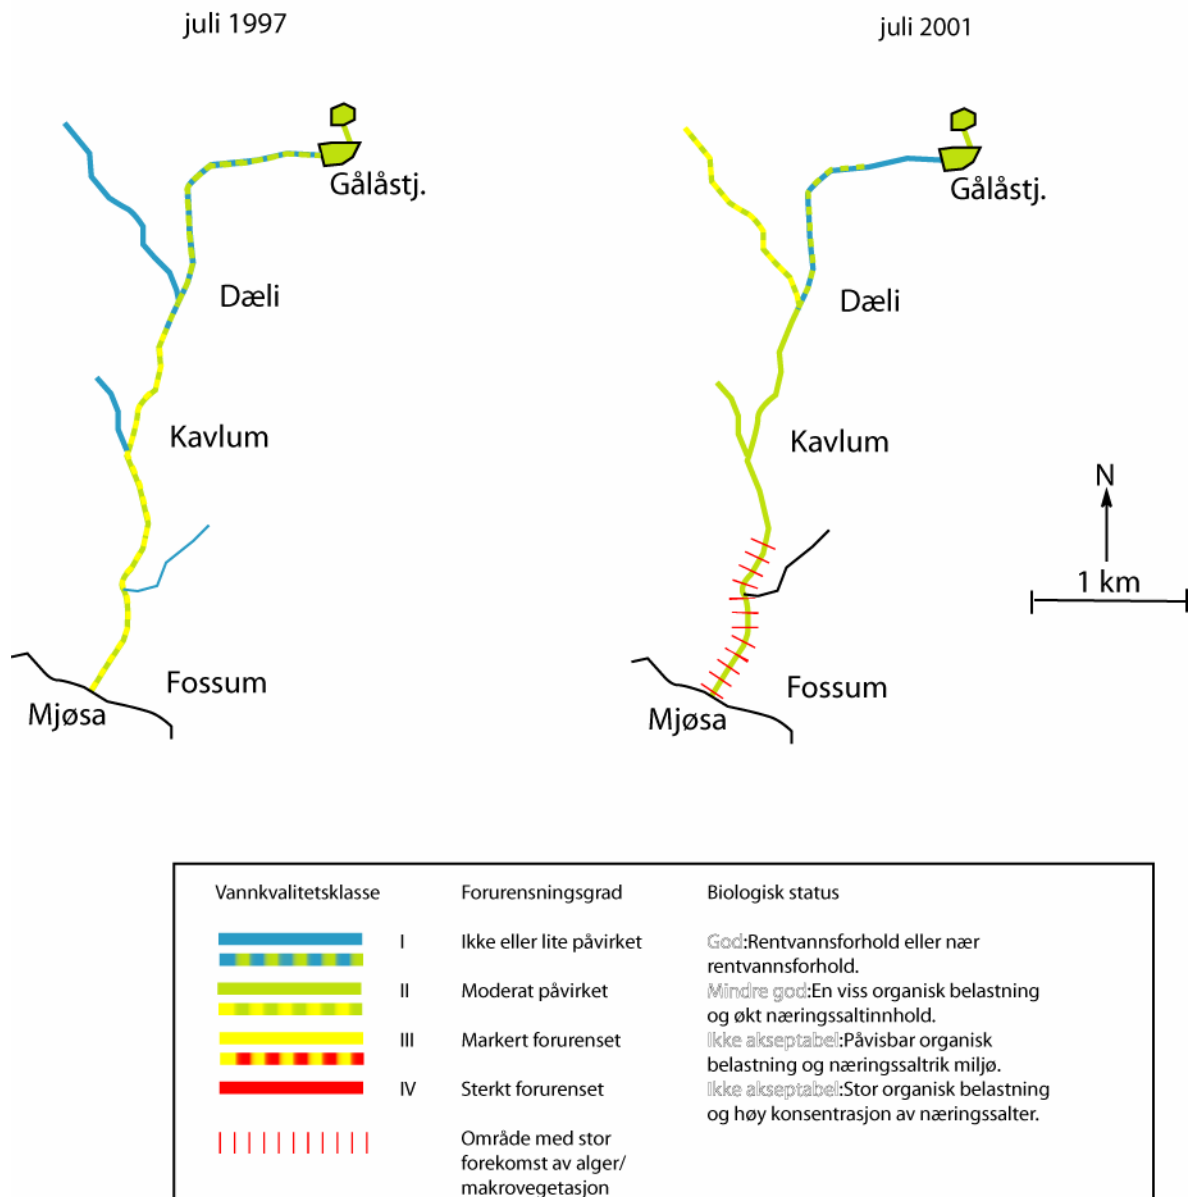 juli 1997
juli 2001
Gålåstj.
Gålåstj.
Dæli
Dæli
Kavlum
Kavlum
N
1 km
Fossum
Fossum
Mjøsa
Mjøsa
Vannkvalitetsklasse
Forurensningsgrad
Biologisk status
I
Ikke eller lite påvirket
God:Rentvannsforhold eller nær
rentvannsforhold.
II
Moderat påvirket
Mindre god:En viss organisk belastning
og økt næringssaltinnhold.
III
Markert forurenset
Ikke akseptabel:Påvisbar organisk
belastning og næringssaltrik miljø.
IV
Sterkt forurenset
Ikke akseptabel:Stor organisk belastning
og høy konsentrasjon av næringssalter.
Område med stor
forekomst av alger/
makrovegetasjon